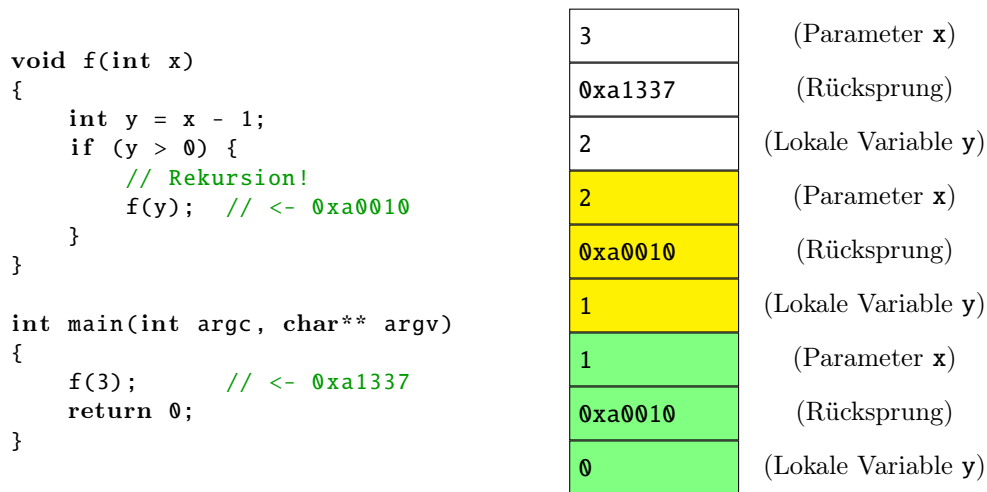 void f(int x)
{
    int y = x - 1;
    if (y > 0) {
        // Rekursion!
        f(y);  // <- 0xa0010
    }
}

int main(int argc, char** argv)
{
    f(3);        // <- 0xa1337
    return 0;
}

3 (Parameter x)
0xa1337 (Rücksprung)
2 (Lokale Variable y)
2 (Parameter x)
0xa0010 (Rücksprung)
1 (Lokale Variable y)
1 (Parameter x)
0xa0010 (Rücksprung)
0 (Lokale Variable y)